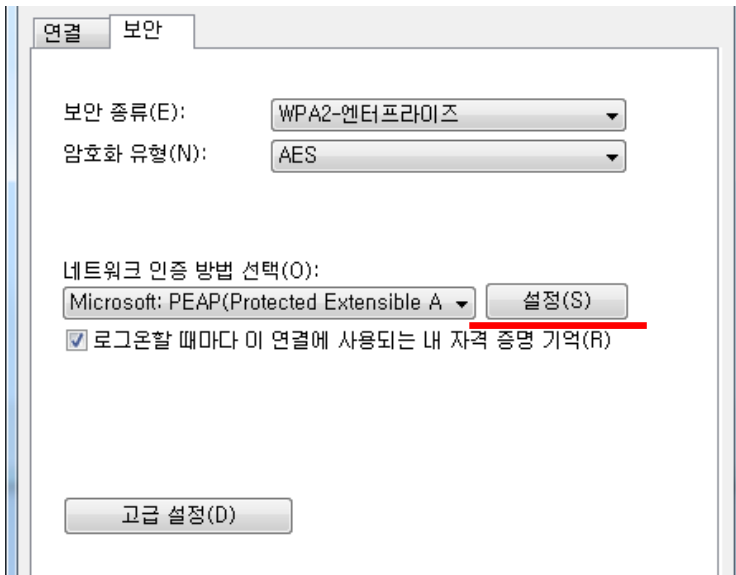 연결 보안
보안 종류(E): WPA2-엔터프라이즈
암호화 유형(N): AES
네트워크 인증 방법 선택(O):
Microsoft: PEAP(Protected Extensible A 설정(S)
로그온할 때마다 이 연결에 사용되는 내 자격 증명 기억(R)
고급 설정(D)